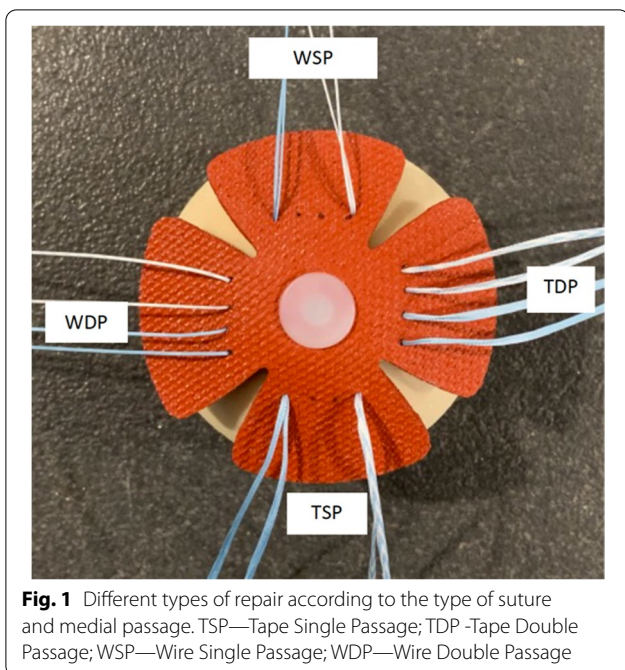 WSP
TDP
WDP
TSP
Fig. 1 Different types of repair according to the type of suture
and medial passage. TSP—Tape Single Passage; TDP -Tape Double
Passage; WSP—Wire Single Passage; WDP—Wire Double Passage